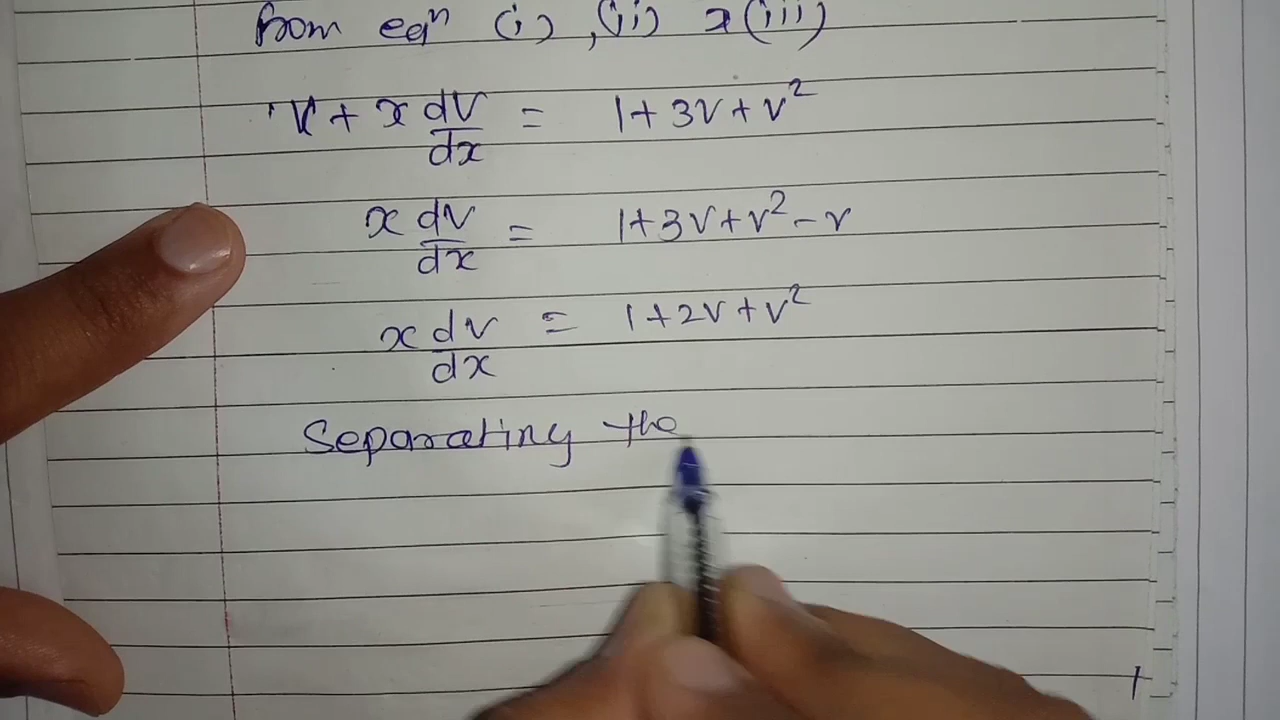 from eqⁿ (i), (ii) & (iii)
v + x dv/dx = 1+3v+v²
x dv/dx = 1+3v+v²-v
x dv/dx = 1+2v+v²
Separating the